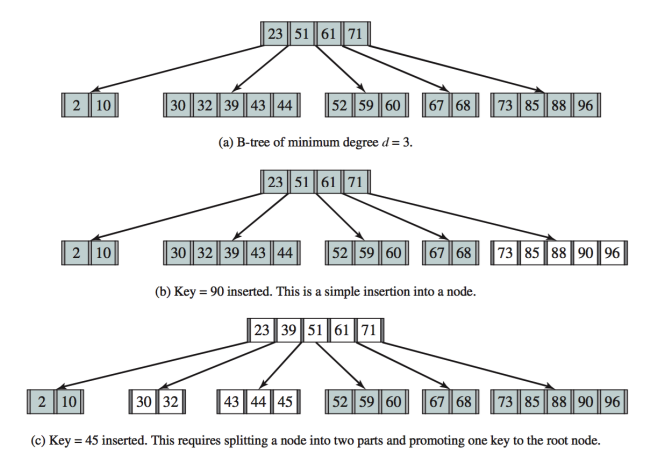 23 51 61 71
2 10 30 32 39 43 44 52 59 60 67 68 73 85 88 96
(a) B-tree of minimum degree d = 3.
23 51 61 71
2 10 30 32 39 43 44 52 59 60 67 68 73 85 88 90 96
(b) Key = 90 inserted. This is a simple insertion into a node.
23 39 51 61 71
2 10 30 32 43 44 45 52 59 60 67 68 73 85 88 90 96
(c) Key = 45 inserted. This requires splitting a node into two parts and promoting one key to the root node.